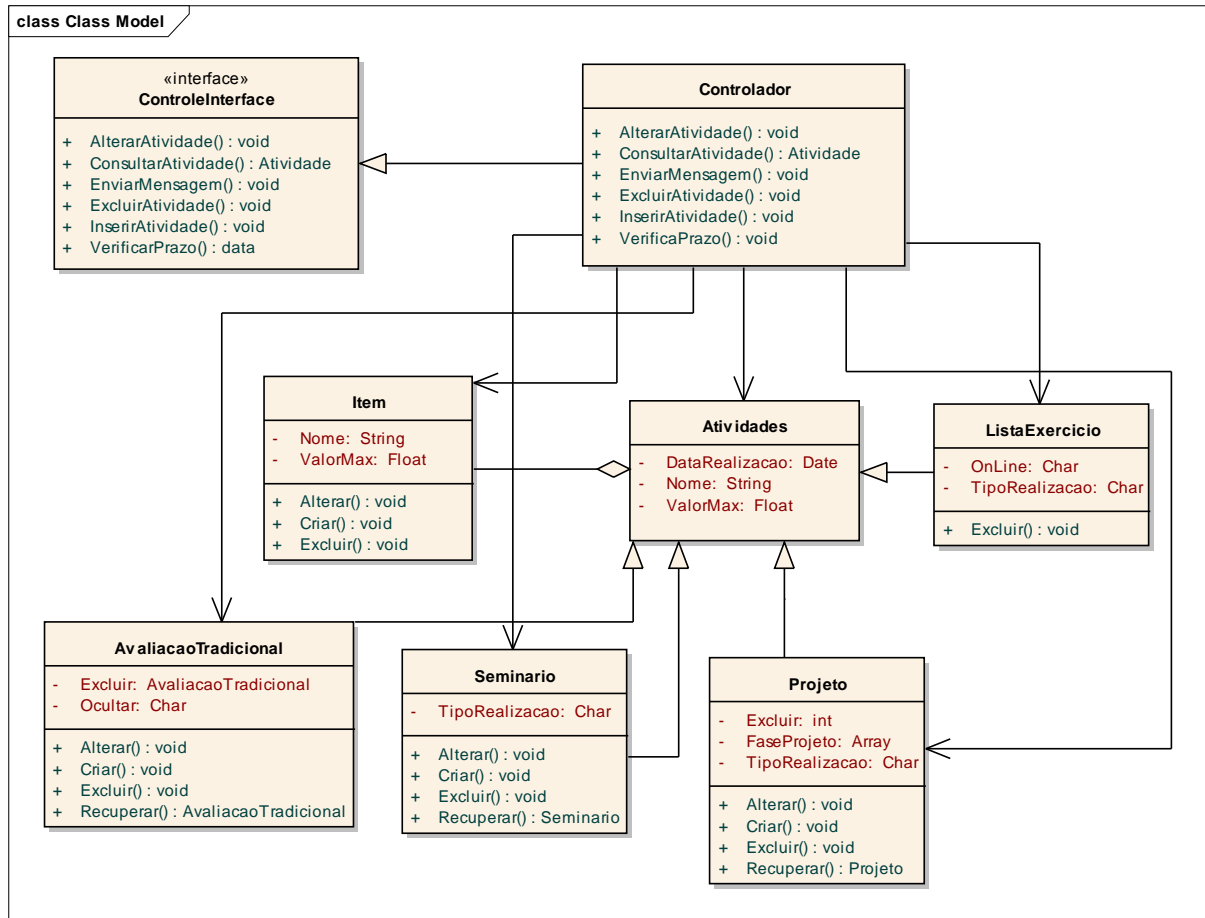 class Class Model
«interface»
ControleInterface
+ AlterarAtividade() : void
+ ConsultarAtividade() : Atividade
+ EnviarMensagem() : void
+ ExcluirAtividade() : void
+ InserirAtividade() : void
+ VerificarPrazo() : data
Controlador
+ AlterarAtividade() : void
+ ConsultarAtividade() : Atividade
+ EnviarMensagem() : void
+ ExcluirAtividade() : void
+ InserirAtividade() : void
+ VerificaPrazo() : void
Item
- Nome: String
- ValorMax: Float
+ Alterar() : void
+ Criar() : void
+ Excluir() : void
Atividades
- DataRealizacao: Date
- Nome: String
- ValorMax: Float
ListaExercicio
- OnLine: Char
- TipoRealizacao: Char
+ Excluir() : void
AvaliacaoTradicional
- Excluir: AvaliacaoTradicional
- Ocultar: Char
+ Alterar() : void
+ Criar() : void
+ Excluir() : void
+ Recuperar() : AvaliacaoTradicional
Seminario
- TipoRealizacao: Char
+ Alterar() : void
+ Criar() : void
+ Excluir() : void
+ Recuperar() : Seminario
Projeto
- Excluir: int
- FaseProjeto: Array
- TipoRealizacao: Char
+ Alterar() : void
+ Criar() : void
+ Excluir() : void
+ Recuperar() : Projeto